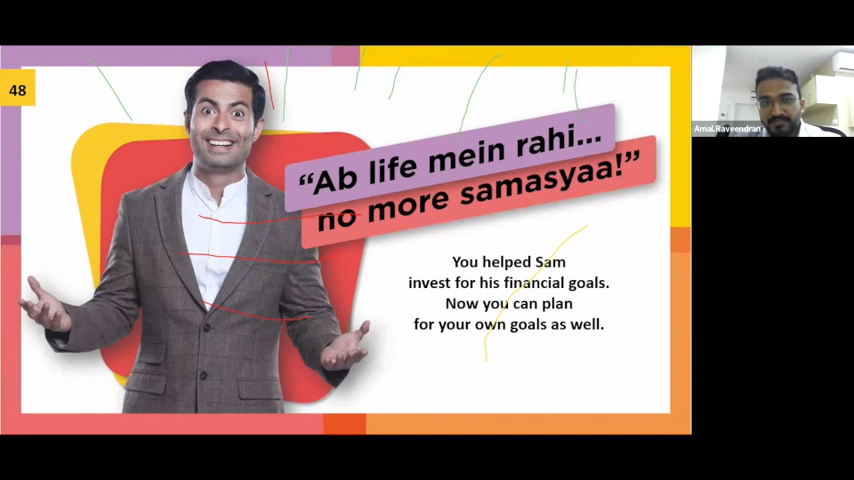 48
“Ab life mein rahi...
no more samasyaa!”
You helped Sam
invest for his financial goals.
Now you can plan
for your own goals as well.
Amal.Raveendran